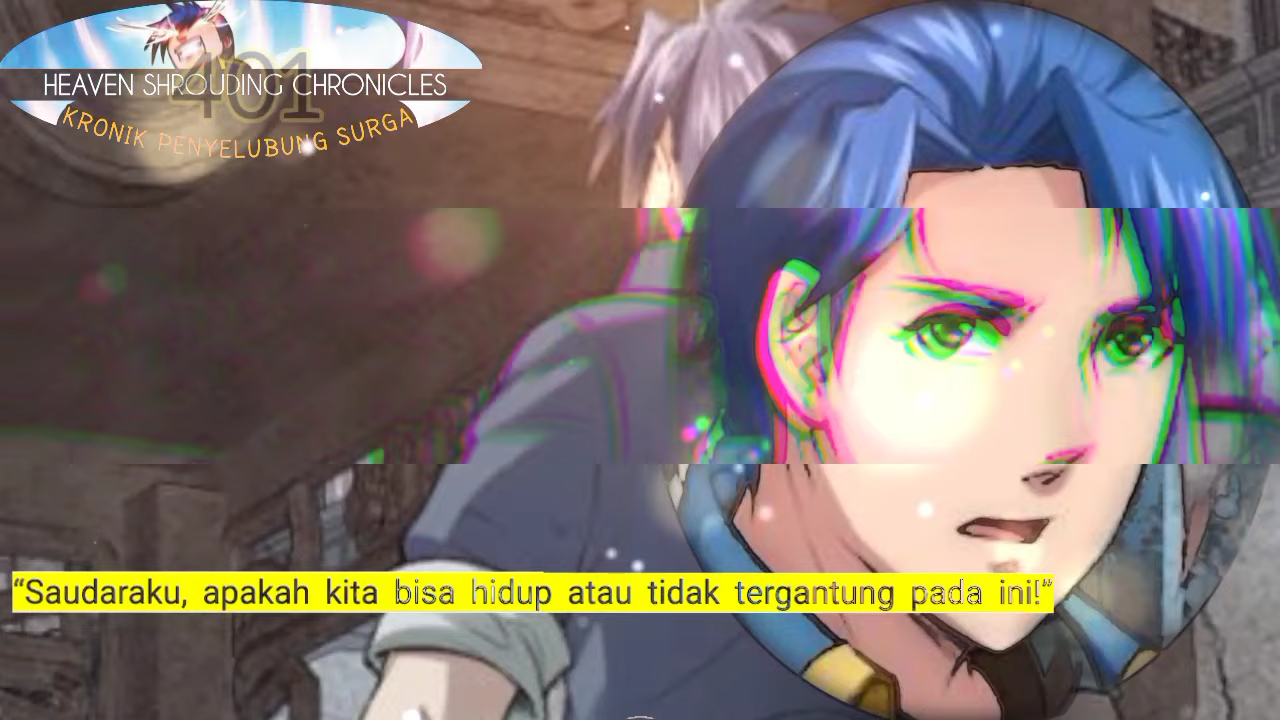 401
HEAVEN SHROUDING CHRONICLES
KRONIK PENYELUBUNG SURGA
“Saudaraku, apakah kita bisa hidup atau tidak tergantung pada ini!”